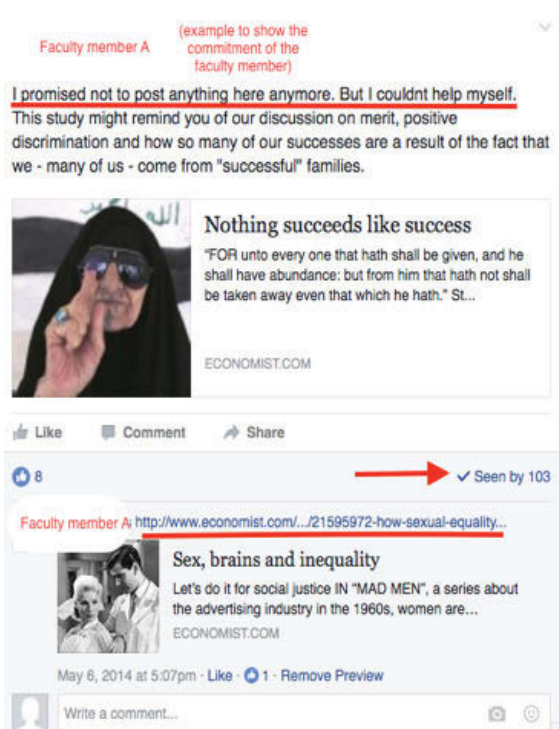 Faculty member A
(example to show the
commitment of the
faculty member)
I promised not to post anything here anymore. But I couldnt help myself.
This study might remind you of our discussion on merit, positive
discrimination and how so many of our successes are a result of the fact that
we - many of us - come from "successful" families.
Nothing succeeds like success
"FOR unto every one that hath shall be given, and he
shall have abundance: but from him that hath not shall
be taken away even that which he hath." St...
ECONOMIST.COM
Like Comment Share
8
Seen by 103
Faculty member A http://www.economist.com/.../21595972-how-sexual-equality...
Sex, brains and inequality
Let's do it for social justice IN "MAD MEN", a series about
the advertising industry in the 1960s, women are...
ECONOMIST.COM
May 6, 2014 at 5:07pm · Like · 1 · Remove Preview
Write a comment...